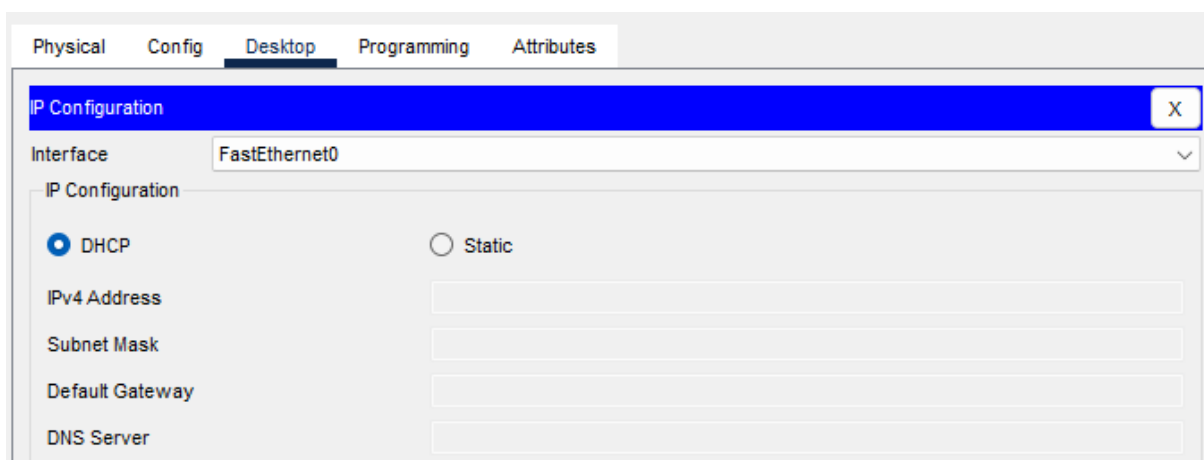 Physical Config Desktop Programming Attributes
IP Configuration X
Interface FastEthernet0
IP Configuration
DHCP Static
IPv4 Address
Subnet Mask
Default Gateway
DNS Server